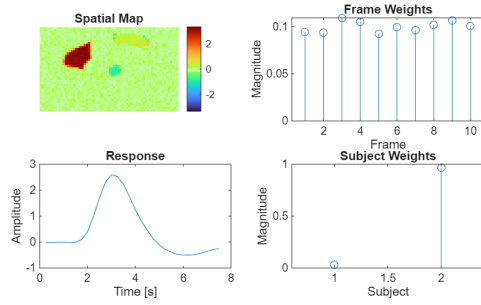 Spatial Map
2
0
-2
Frame Weights
Magnitude
0.1
0.05
0
2
4
6
8
10
Frame
Response
Amplitude
3
2
1
0
-1
0
2
4
6
8
Time [s]
Subject Weights
Magnitude
1
0.5
0
1
1.5
2
Subject